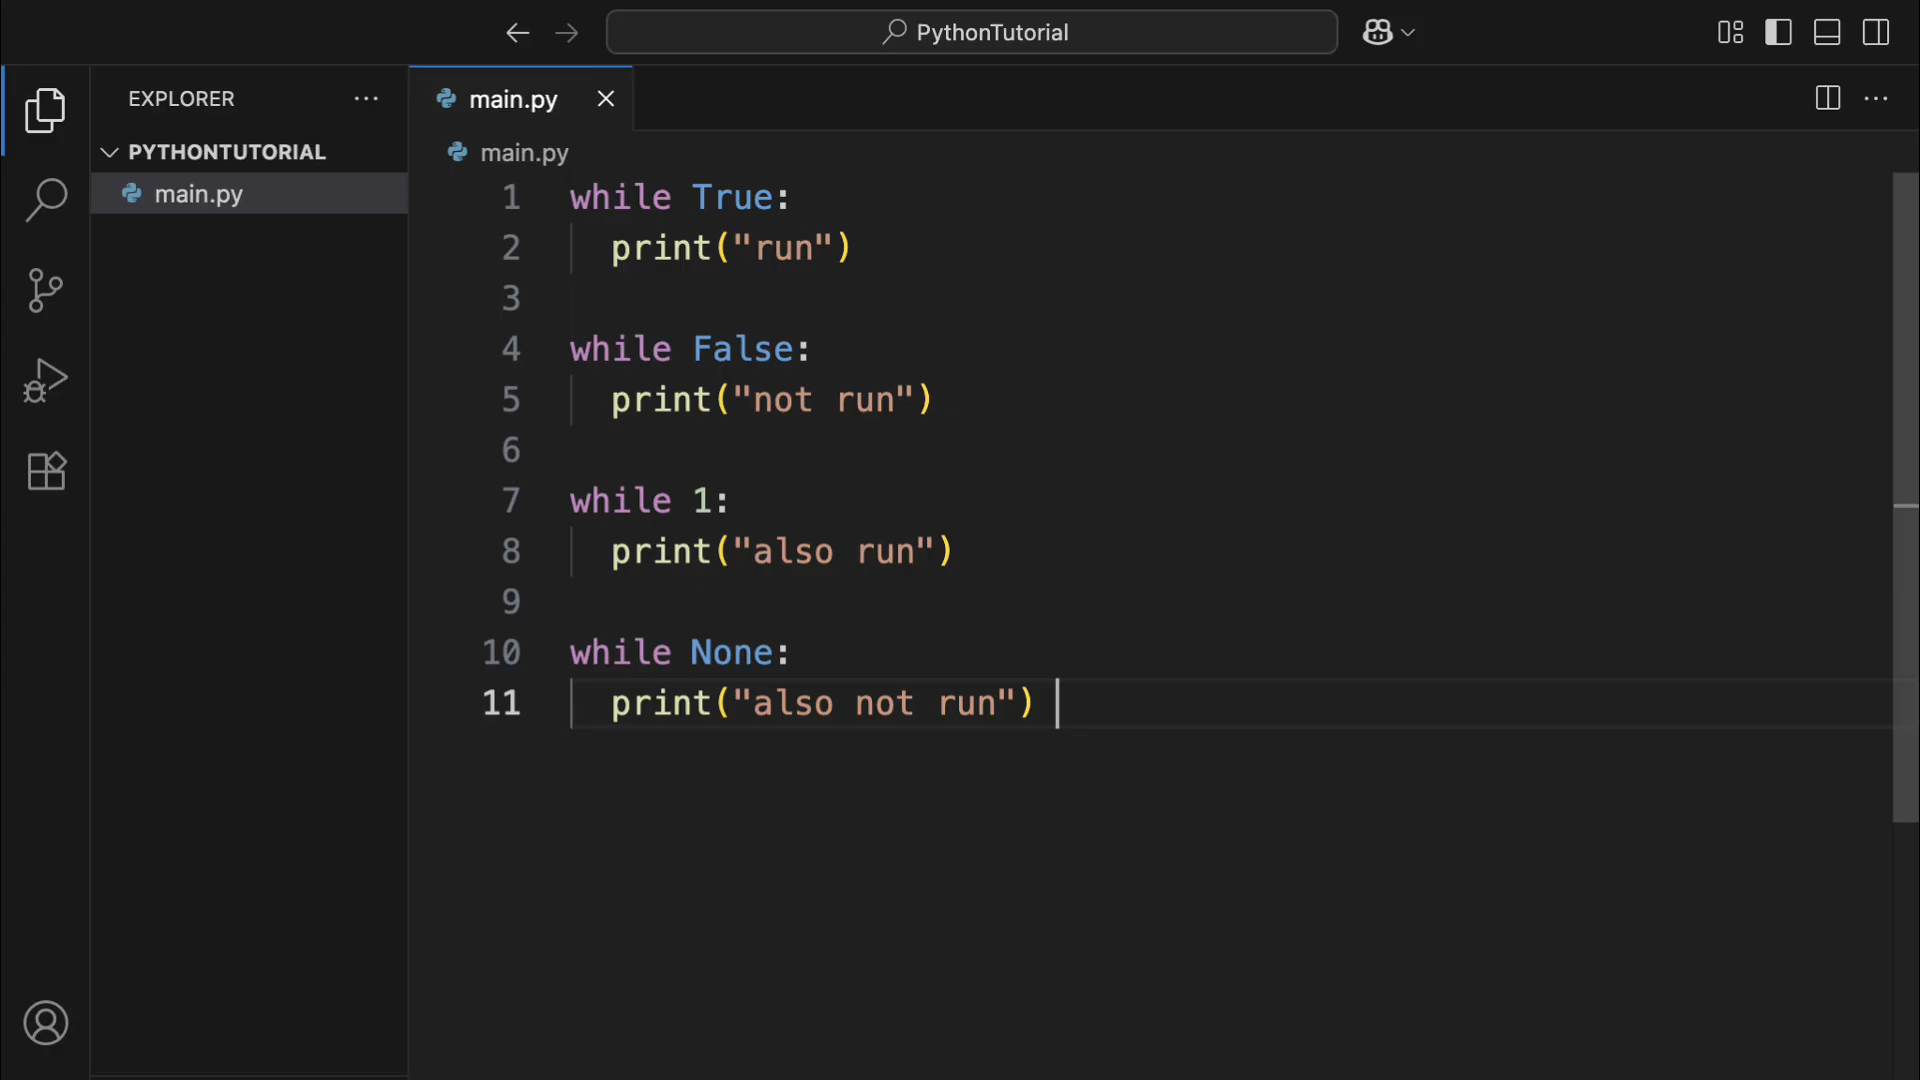 PythonTutorial
EXPLORER
main.py
PYTHONTUTORIAL
main.py
main.py
1 while True:
2   print("run")
3
4 while False:
5   print("not run")
6
7 while 1:
8   print("also run")
9
10 while None:
11   print("also not run")